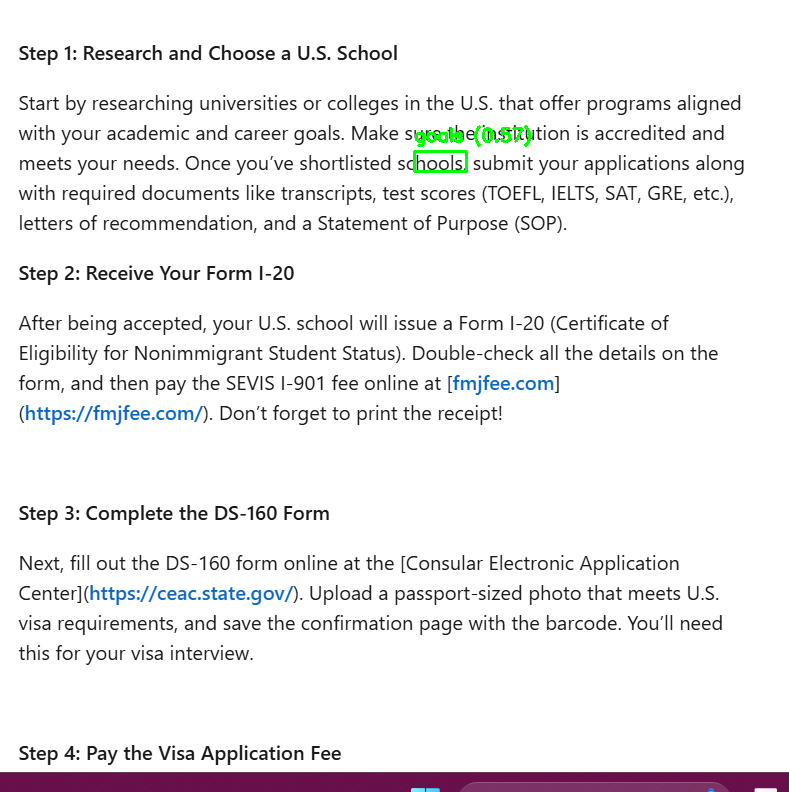 Step 1: Research and Choose a U.S. School
Start by researching universities or colleges in the U.S. that offer programs aligned
with your academic and career goals. Make sure the institution is accredited and
goals (0.57)
meets your needs. Once you've shortlisted schools, submit your applications along
with required documents like transcripts, test scores (TOEFL, IELTS, SAT, GRE, etc.),
letters of recommendation, and a Statement of Purpose (SOP).
Step 2: Receive Your Form I-20
After being accepted, your U.S. school will issue a Form I-20 (Certificate of
Eligibility for Nonimmigrant Student Status). Double-check all the details on the
form, and then pay the SEVIS I-901 fee online at [fmjfee.com]
(https://fmjfee.com/). Don't forget to print the receipt!
Step 3: Complete the DS-160 Form
Next, fill out the DS-160 form online at the [Consular Electronic Application
Center](https://ceac.state.gov/). Upload a passport-sized photo that meets U.S.
visa requirements, and save the confirmation page with the barcode. You'll need
this for your visa interview.
Step 4: Pay the Visa Application Fee